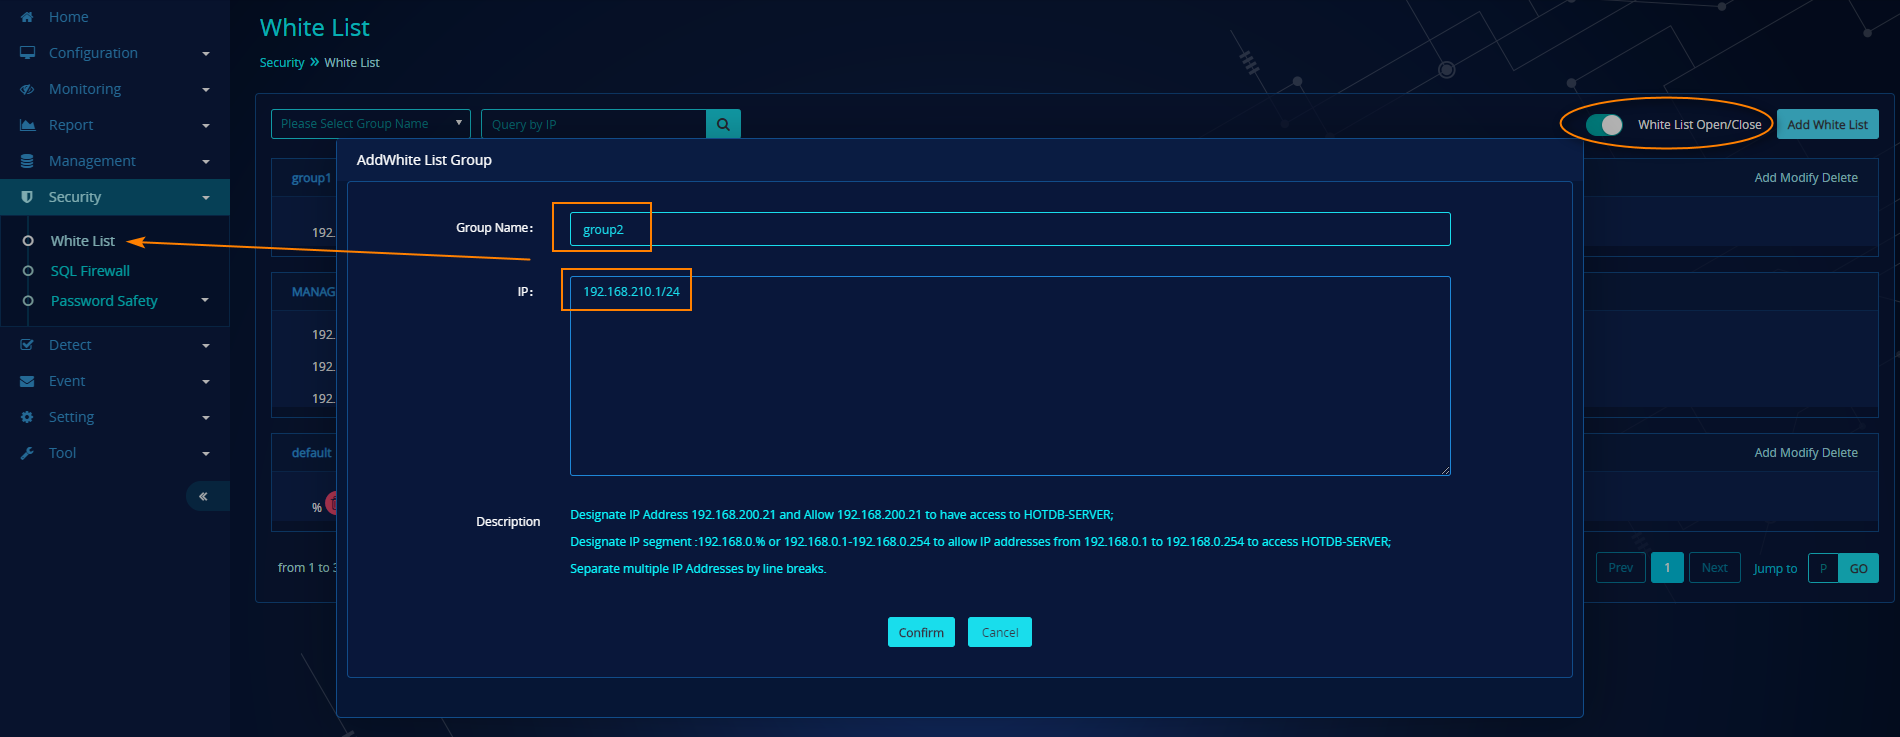 Home
Configuration
Monitoring
Report
Management
Security
White List
SQL Firewall
Password Safety
Detect
Event
Setting
Tool
White List
Security » White List
Please Select Group Name
Query by IP
White List Open/Close
Add White List
group1
Add Modify Delete
192.
MANAG
192.
192.
192.
default
Add Modify Delete
%
from 1 to 3
Prev
1
Next
Jump to
P
GO
AddWhite List Group
Group Name:
group2
IP:
192.168.210.1/24
Description
Designate IP Address 192.168.200.21 and Allow 192.168.200.21 to have access to HOTDB-SERVER;
Designate IP segment :192.168.0.% or 192.168.0.1-192.168.0.254 to allow IP addresses from 192.168.0.1 to 192.168.0.254 to access HOTDB-SERVER;
Separate multiple IP Addresses by line breaks.
Confirm
Cancel